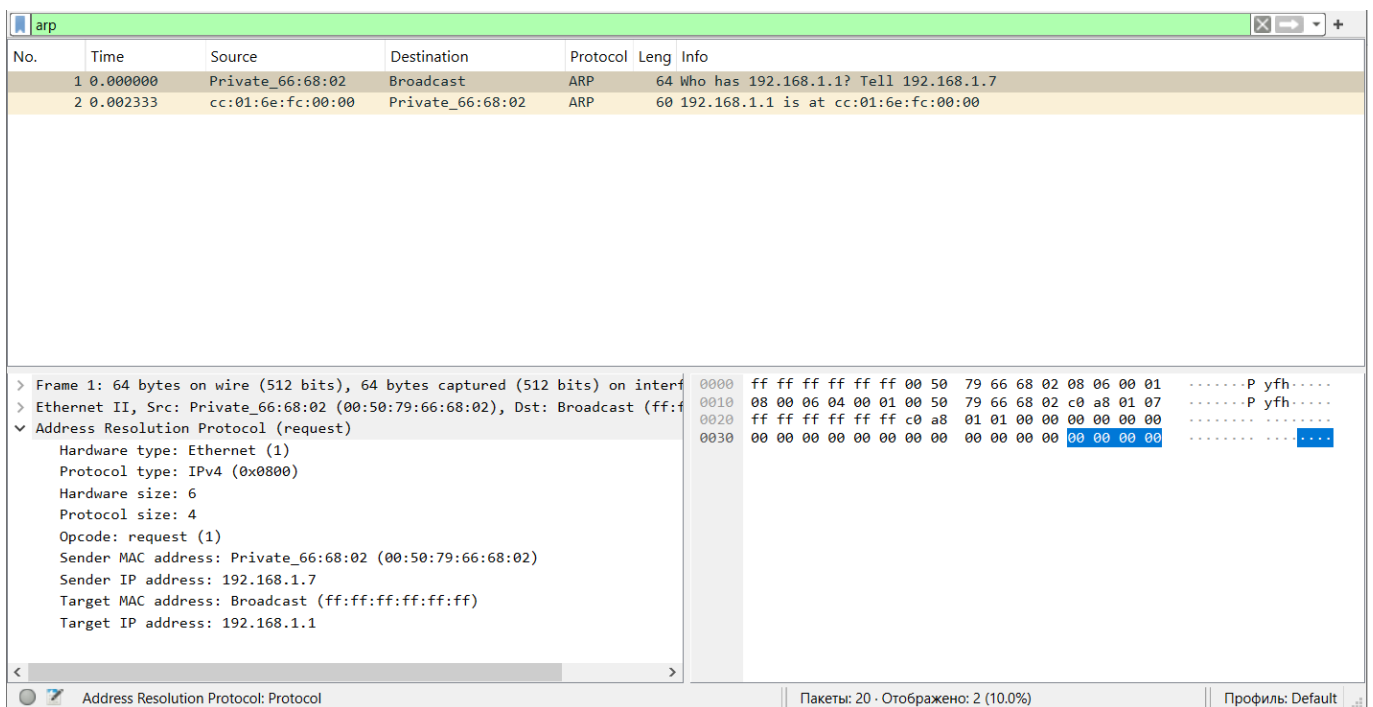 arp
No. Time Source Destination Protocol Leng Info
1 0.000000 Private_66:68:02 Broadcast ARP 64 Who has 192.168.1.1? Tell 192.168.1.7
2 0.002333 cc:01:6e:fc:00:00 Private_66:68:02 ARP 60 192.168.1.1 is at cc:01:6e:fc:00:00
Frame 1: 64 bytes on wire (512 bits), 64 bytes captured (512 bits) on interf
Ethernet II, Src: Private_66:68:02 (00:50:79:66:68:02), Dst: Broadcast (ff:f
Address Resolution Protocol (request)
Hardware type: Ethernet (1)
Protocol type: IPv4 (0x0800)
Hardware size: 6
Protocol size: 4
Opcode: request (1)
Sender MAC address: Private_66:68:02 (00:50:79:66:68:02)
Sender IP address: 192.168.1.7
Target MAC address: Broadcast (ff:ff:ff:ff:ff:ff)
Target IP address: 192.168.1.1
0000 ff ff ff ff ff ff 00 50 79 66 68 02 08 06 00 01 ·······P yfh·····
0010 08 00 06 04 00 01 00 50 79 66 68 02 c0 a8 01 07 ·······P yfh·····
0020 ff ff ff ff ff ff c0 a8 01 01 00 00 00 00 00 00 ········ ········
0030 00 00 00 00 00 00 00 00 00 00 00 00 00 00 00 00 ········ ········
Address Resolution Protocol: Protocol
Пакеты: 20 · Отображено: 2 (10.0%)
Профиль: Default